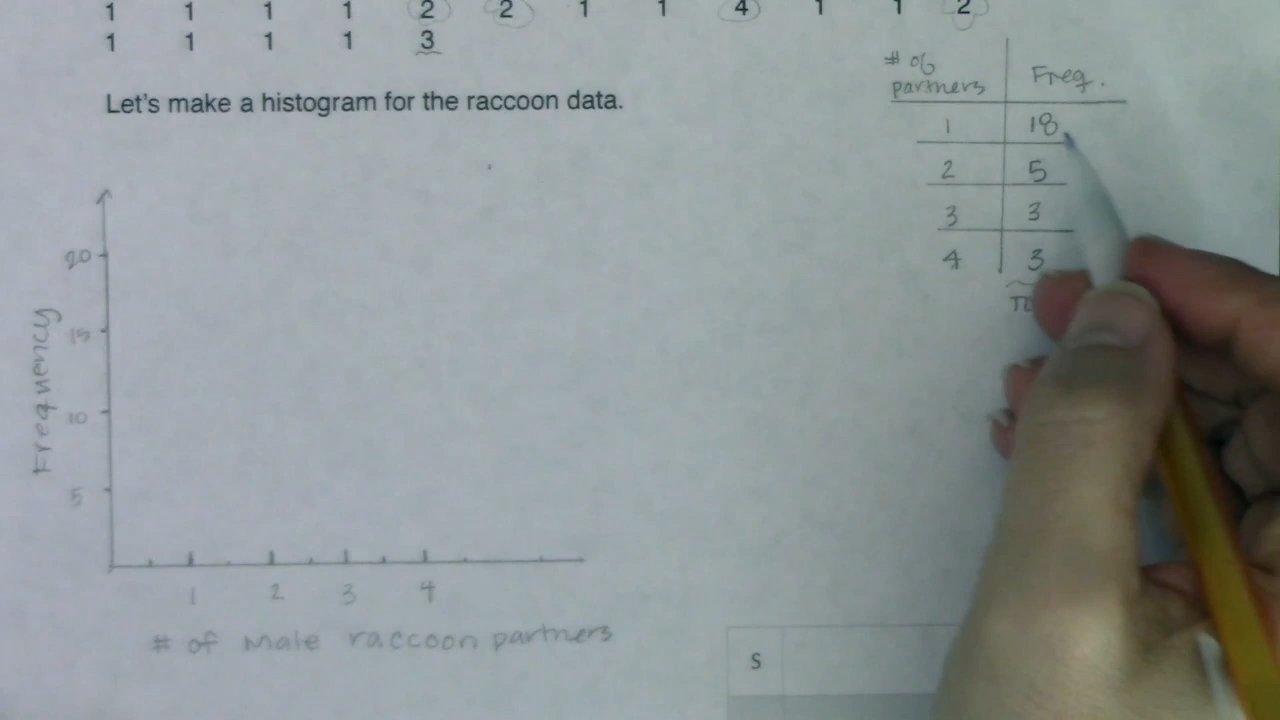 1 1 1 1 2 2 1 1 4 1 1 2
1 1 1 1 3
Let's make a histogram for the raccoon data.
# of partners Freq.
1 18
2 5
3 3
4 3
20
15
10
5
Frequency
1 2 3 4
# of male raccoon partners
S